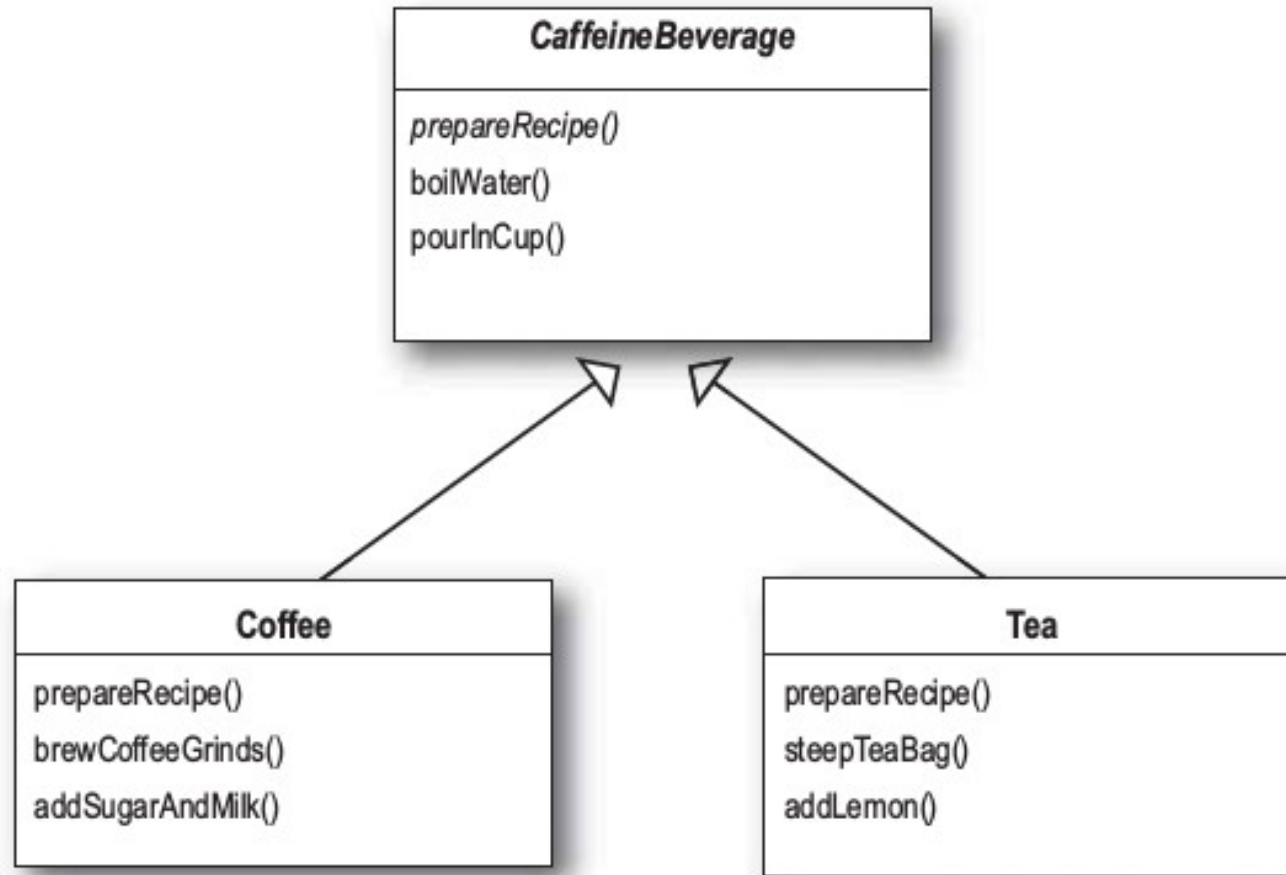 CaffeineBeverage
prepareRecipe()
boilWater()
pourInCup()
Coffee
prepareRecipe()
brewCoffeeGrinds()
addSugarAndMilk()
Tea
prepareRecipe()
steepTeaBag()
addLemon()